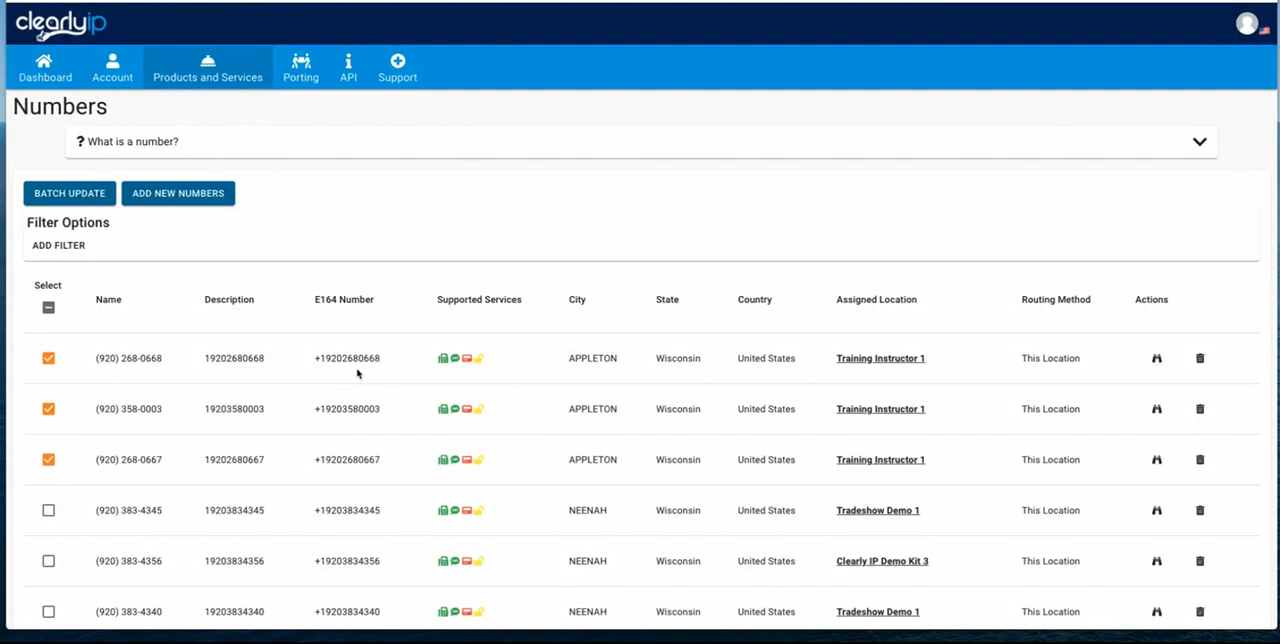 clearlyip
Dashboard Account Products and Services Porting API Support
Numbers
? What is a number?
BATCH UPDATE ADD NEW NUMBERS
Filter Options
ADD FILTER
Select Name Description E164 Number Supported Services City State Country Assigned Location Routing Method Actions
(920) 268-0668 19202680668 +19202680668 APPLETON Wisconsin United States Training Instructor 1 This Location
(920) 358-0003 19203580003 +19203580003 APPLETON Wisconsin United States Training Instructor 1 This Location
(920) 268-0667 19202680667 +19202680667 APPLETON Wisconsin United States Training Instructor 1 This Location
(920) 383-4345 19203834345 +19203834345 NEENAH Wisconsin United States Tradeshow Demo 1 This Location
(920) 383-4356 19203834356 +19203834356 NEENAH Wisconsin United States Clearly IP Demo Kit 3 This Location
(920) 383-4340 19203834340 +19203834340 NEENAH Wisconsin United States Tradeshow Demo 1 This Location